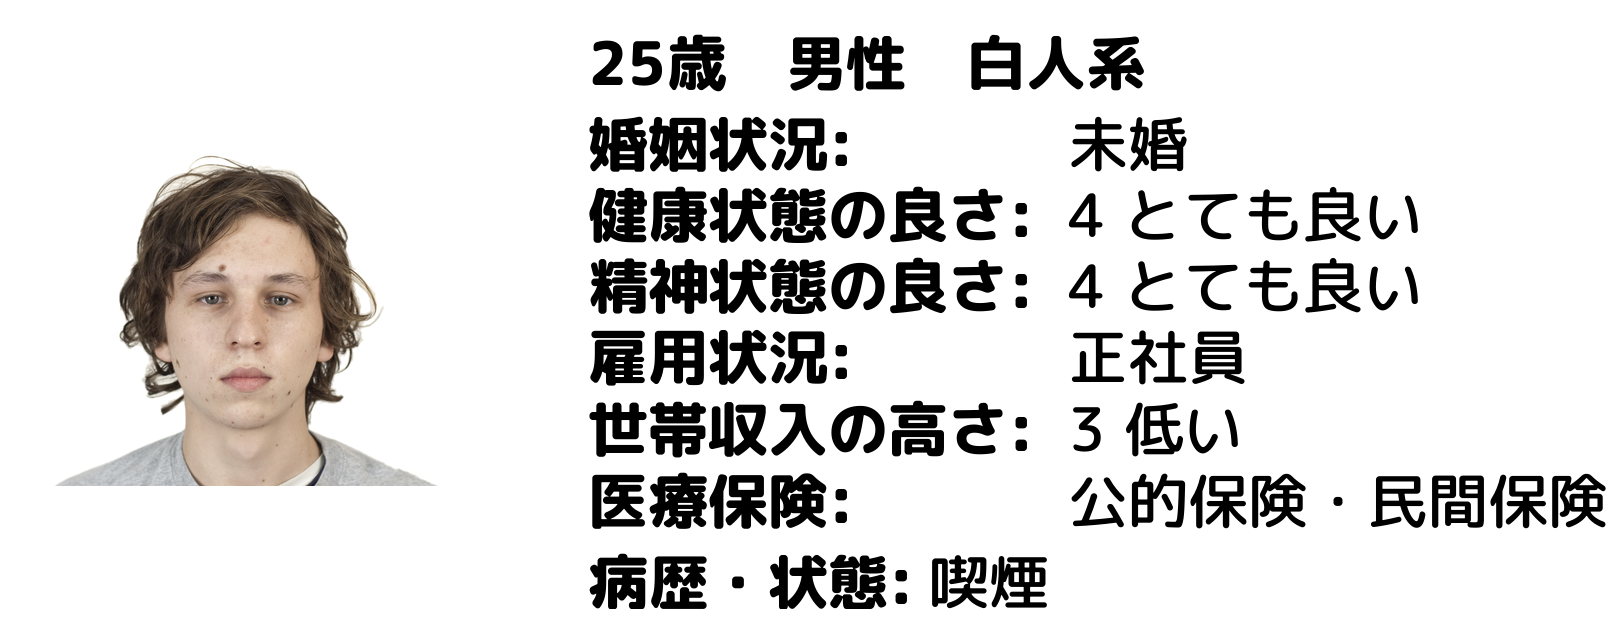 25歳　男性　白人系
婚姻状況:　未婚
健康状態の良さ: 4 とても良い
精神状態の良さ: 4 とても良い
雇用状況:　正社員
世帯収入の高さ: 3 低い
医療保険:　公的保険・民間保険
病歴・状態: 喫煙